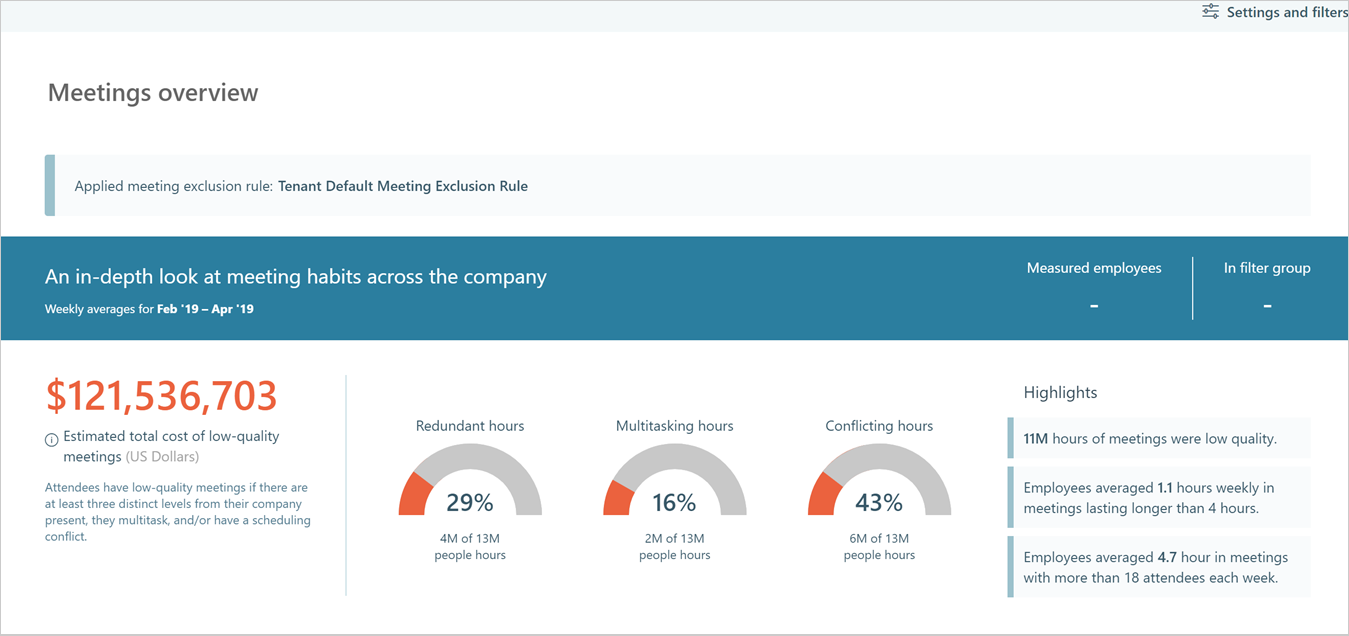 Settings and filters
Meetings overview
Applied meeting exclusion rule: Tenant Default Meeting Exclusion Rule
An in-depth look at meeting habits across the company
Weekly averages for Feb '19 – Apr '19
Measured employees
–
In filter group
–
$121,536,703
Estimated total cost of low-quality
meetings (US Dollars)
Attendees have low-quality meetings if there are
at least three distinct levels from their company
present, they multitask, and/or have a scheduling
conflict.
Redundant hours
29%
4M of 13M
people hours
Multitasking hours
16%
2M of 13M
people hours
Conflicting hours
43%
6M of 13M
people hours
Highlights
11M hours of meetings were low quality.
Employees averaged 1.1 hours weekly in
meetings lasting longer than 4 hours.
Employees averaged 4.7 hour in meetings
with more than 18 attendees each week.